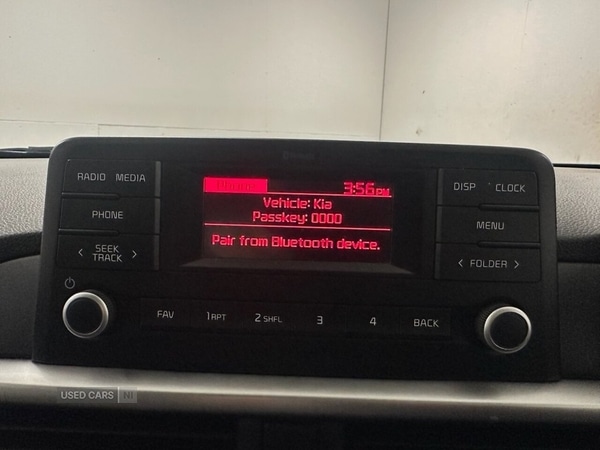 RADIO MEDIA
PHONE
< SEEK TRACK >
3:56 PM
Vehicle: Kia
Passkey: 0000
Pair from Bluetooth device.
DISP CLOCK
MENU
< FOLDER >
FAV 1 RPT 2 SHFL 3 4 BACK
USED CARS NI